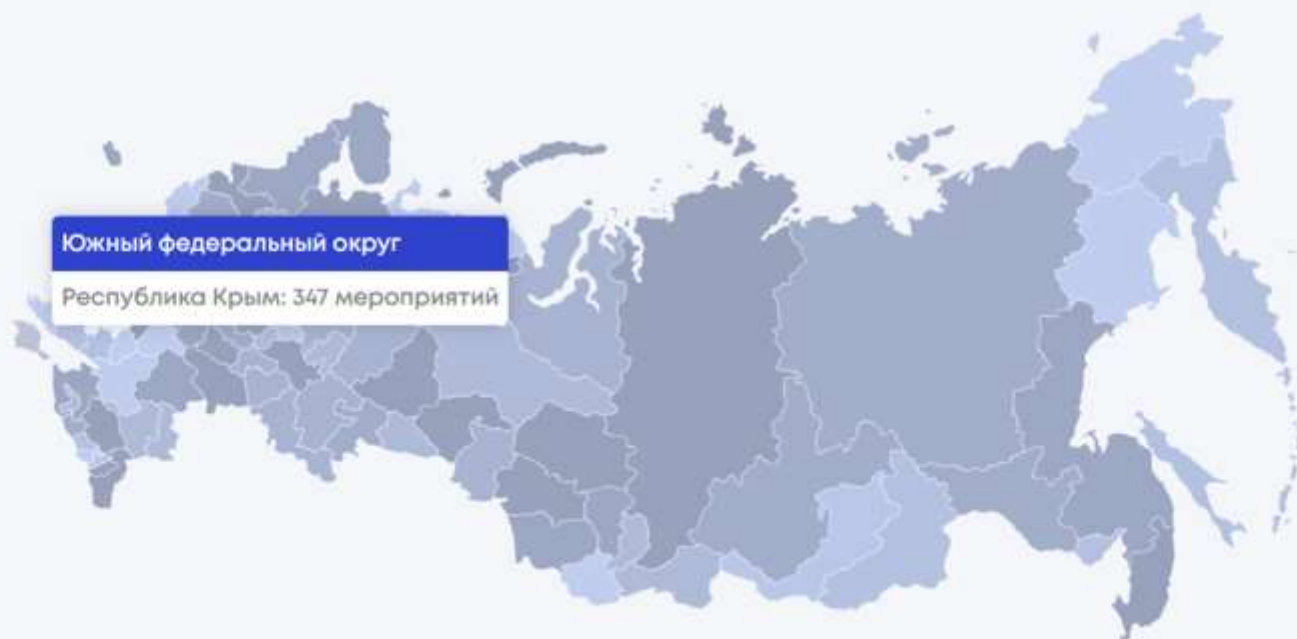 Южный федеральный округ
Республика Крым: 347 мероприятий